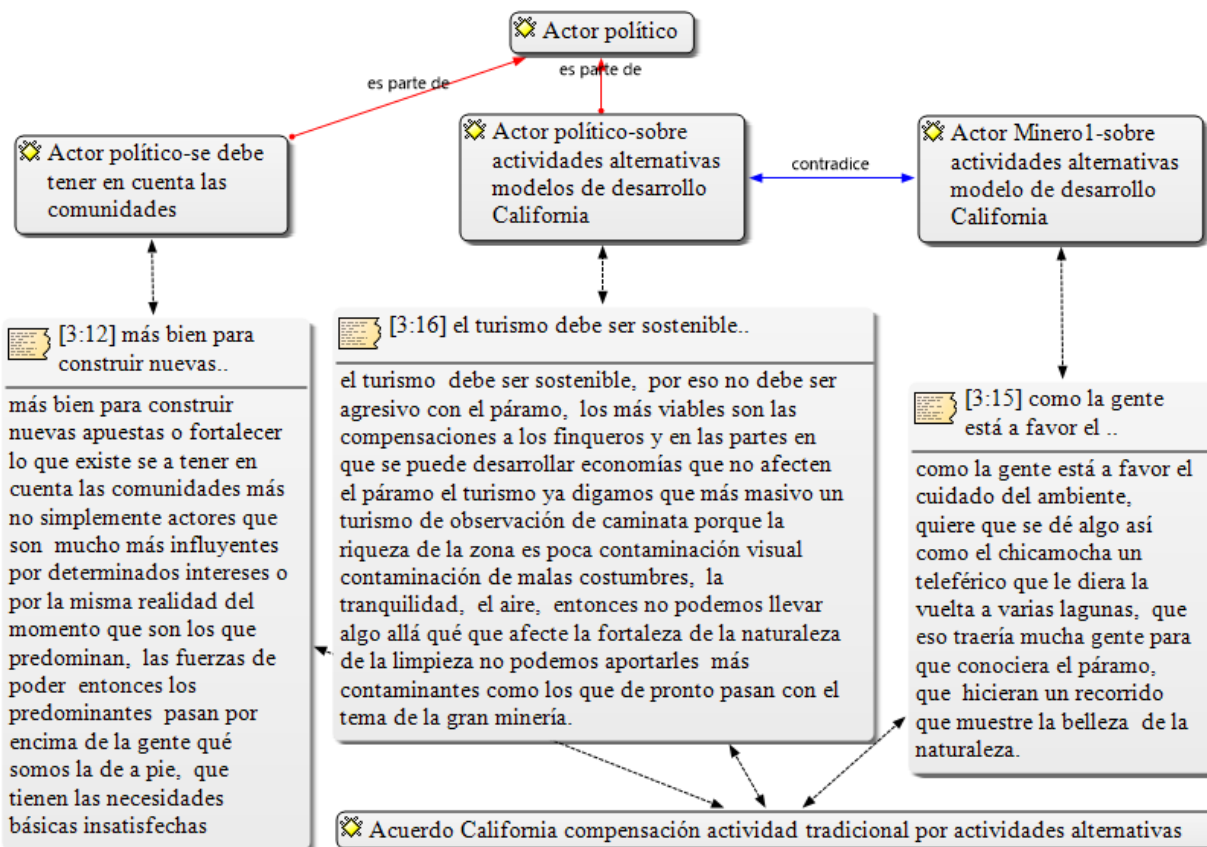 Actor político
es parte de
es parte de
Actor político-se debe
tener en cuenta las
comunidades
Actor político-sobre
actividades alternativas
modelos de desarrollo
California
contradice
Actor Minero1-sobre
actividades alternativas
modelo de desarrollo
California
[3:12] más bien para
construir nuevas..
más bien para construir
nuevas apuestas o fortalecer
lo que existe se a tener en
cuenta las comunidades más
no simplemente actores que
son mucho más influyentes
por determinados intereses o
por la misma realidad del
momento que son los que
predominan, las fuerzas de
poder entonces los
predominantes pasan por
encima de la gente qué
somos la de a pie, que
tienen las necesidades
básicas insatisfechas
[3:16] el turismo debe ser sostenible..
el turismo debe ser sostenible, por eso no debe ser
agresivo con el páramo, los más viables son las
compensaciones a los finqueros y en las partes en
que se puede desarrollar economías que no afecten
el páramo el turismo ya digamos que más masivo un
turismo de observación de caminata porque la
riqueza de la zona es poca contaminación visual
contaminación de malas costumbres, la
tranquilidad, el aire, entonces no podemos llevar
algo allá qué que afecte la fortaleza de la naturaleza
de la limpieza no podemos aportarles más
contaminantes como los que de pronto pasan con el
tema de la gran minería.
[3:15] como la gente
está a favor el ..
como la gente está a favor el
cuidado del ambiente,
quiere que se dé algo así
como el chicamocha un
teleférico que le diera la
vuelta a varias lagunas, que
eso traería mucha gente para
que conociera el páramo,
que hicieran un recorrido
que muestre la belleza de la
naturaleza.
Acuerdo California compensación actividad tradicional por actividades alternativas